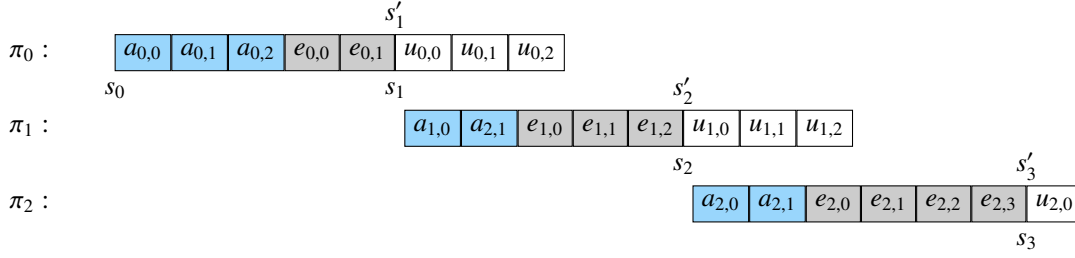 s′₁
π₀ : a₀,₀ a₀,₁ a₀,₂ e₀,₀ e₀,₁ u₀,₀ u₀,₁ u₀,₂
s₀ s₁ s′₂
π₁ : a₁,₀ a₂,₁ e₁,₀ e₁,₁ e₁,₂ u₁,₀ u₁,₁ u₁,₂
s₂ s′₃
π₂ : a₂,₀ a₂,₁ e₂,₀ e₂,₁ e₂,₂ e₂,₃ u₂,₀
s₃